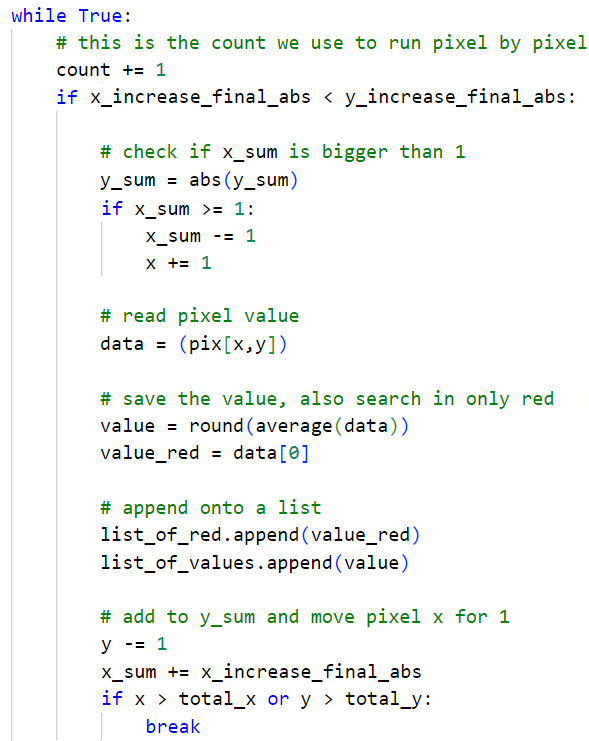 while True:
    # this is the count we use to run pixel by pixel
    count += 1
    if x_increase_final_abs < y_increase_final_abs:

        # check if x_sum is bigger than 1
        y_sum = abs(y_sum)
        if x_sum >= 1:
            x_sum -= 1
            x += 1

        # read pixel value
        data = (pix[x,y])

        # save the value, also search in only red
        value = round(average(data))
        value_red = data[0]

        # append onto a list
        list_of_red.append(value_red)
        list_of_values.append(value)

        # add to y_sum and move pixel x for 1
        y -= 1
        x_sum += x_increase_final_abs
        if x > total_x or y > total_y:
            break